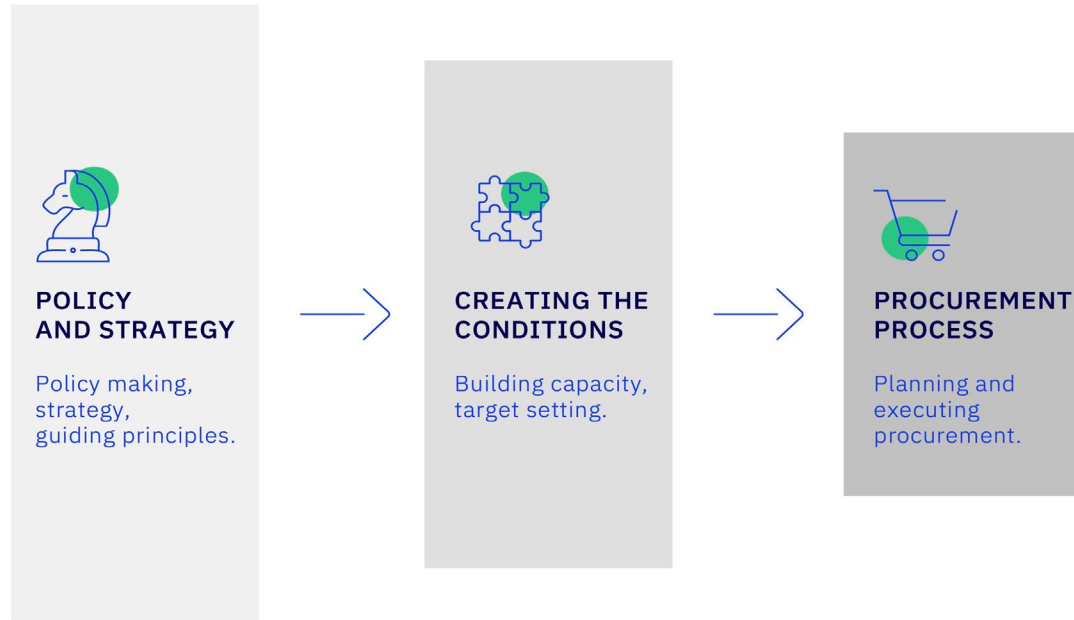 POLICY
AND STRATEGY
Policy making,
strategy,
guiding principles.
CREATING THE
CONDITIONS
Building capacity,
target setting.
PROCUREMENT
PROCESS
Planning and
executing
procurement.